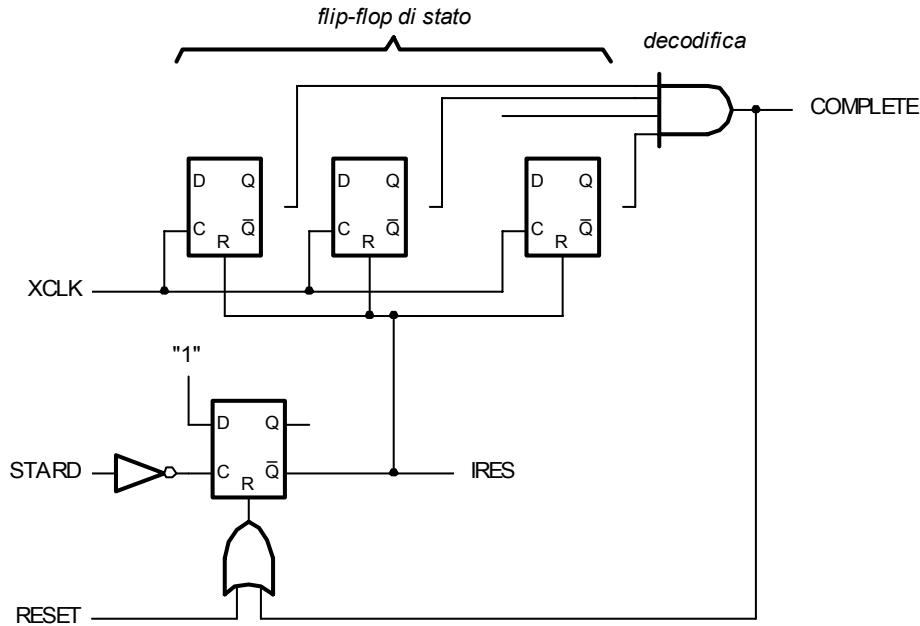 flip-flop di stato
decodifica
COMPLETE
D Q
C Q̅
R
D Q
C Q̅
R
D Q
C Q̅
R
XCLK
"1"
D Q
STARD
C Q̅
R
IRES
RESET